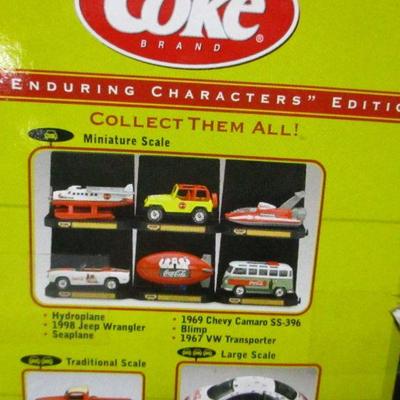 Coke®
BRAND
"ENDURING CHARACTERS" EDITIO
COLLECT THEM ALL!
Miniature Scale
Coca-Cola
Coca-Cola
• Hydroplane
• 1998 Jeep Wrangler
• Seaplane
• 1969 Chevy Camaro SS-396
• Blimp
• 1967 VW Transporter
Traditional Scale
Large Scale